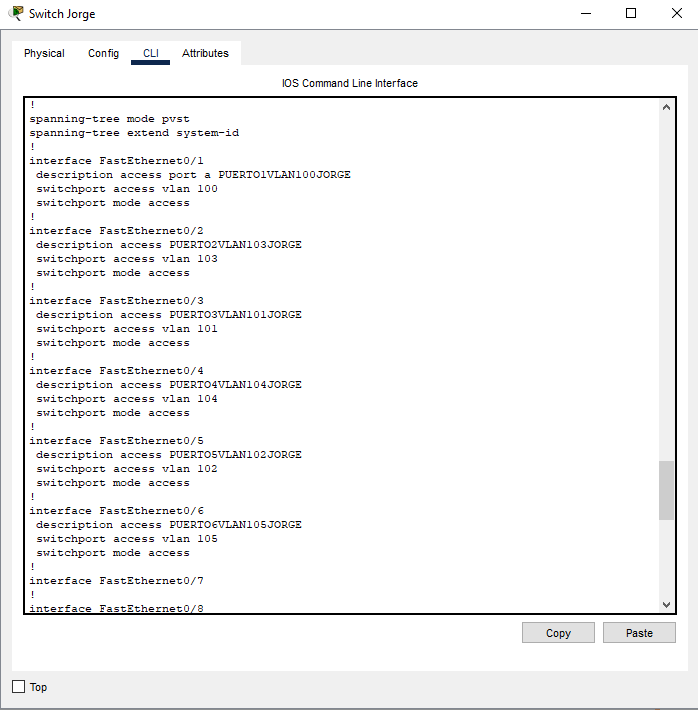 Switch Jorge
Physical Config CLI Attributes
IOS Command Line Interface
!
spanning-tree mode pvst
spanning-tree extend system-id
!
interface FastEthernet0/1
 description access port a PUERTO1VLAN100JORGE
 switchport access vlan 100
 switchport mode access
!
interface FastEthernet0/2
 description access PUERTO2VLAN103JORGE
 switchport access vlan 103
 switchport mode access
!
interface FastEthernet0/3
 description access PUERTO3VLAN101JORGE
 switchport access vlan 101
 switchport mode access
!
interface FastEthernet0/4
 description access PUERTO4VLAN104JORGE
 switchport access vlan 104
 switchport mode access
!
interface FastEthernet0/5
 description access PUERTO5VLAN102JORGE
 switchport access vlan 102
 switchport mode access
!
interface FastEthernet0/6
 description access PUERTO6VLAN105JORGE
 switchport access vlan 105
 switchport mode access
!
interface FastEthernet0/7
!
interface FastEthernet0/8
Copy Paste
Top